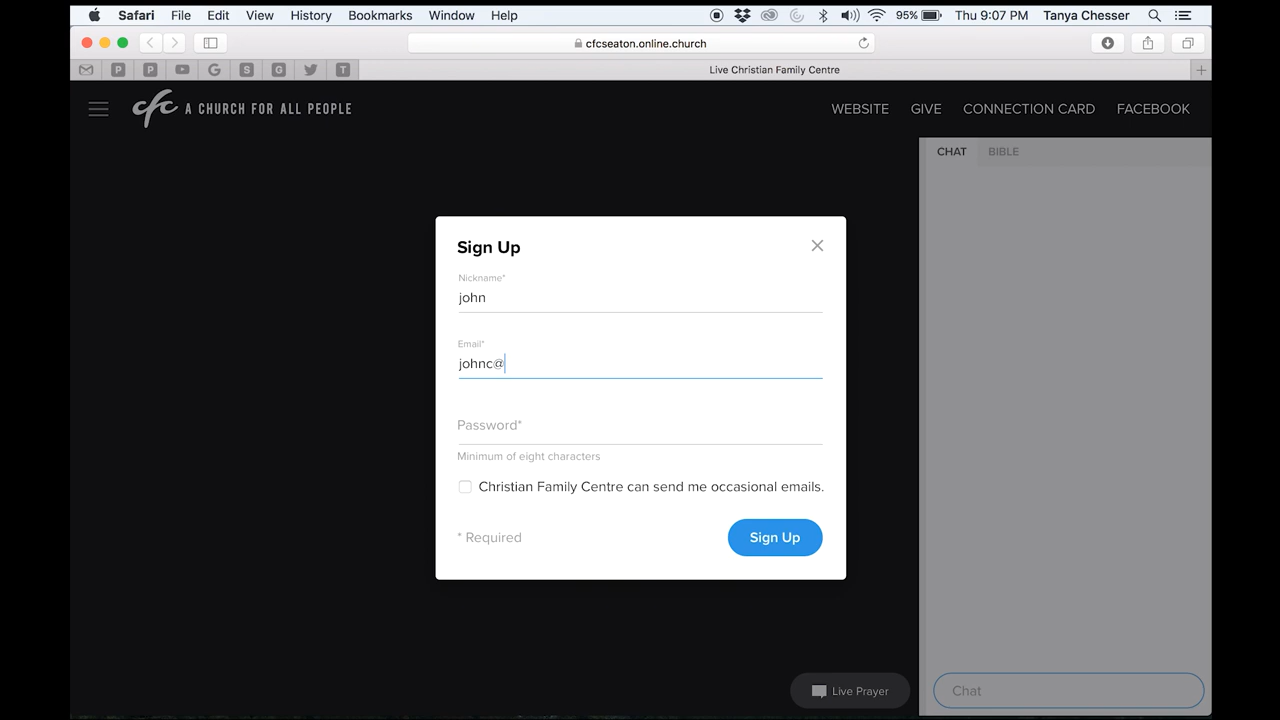 Safari File Edit View History Bookmarks Window Help 95% Thu 9:07 PM Tanya Chesser
cfcseaton.online.church
P P G S G T Live Christian Family Centre
cfc A CHURCH FOR ALL PEOPLE WEBSITE GIVE CONNECTION CARD FACEBOOK
CHAT BIBLE
Sign Up
Nickname*
john
Email*
johnc@
Password*
Minimum of eight characters
Christian Family Centre can send me occasional emails.
* Required Sign Up
Live Prayer Chat